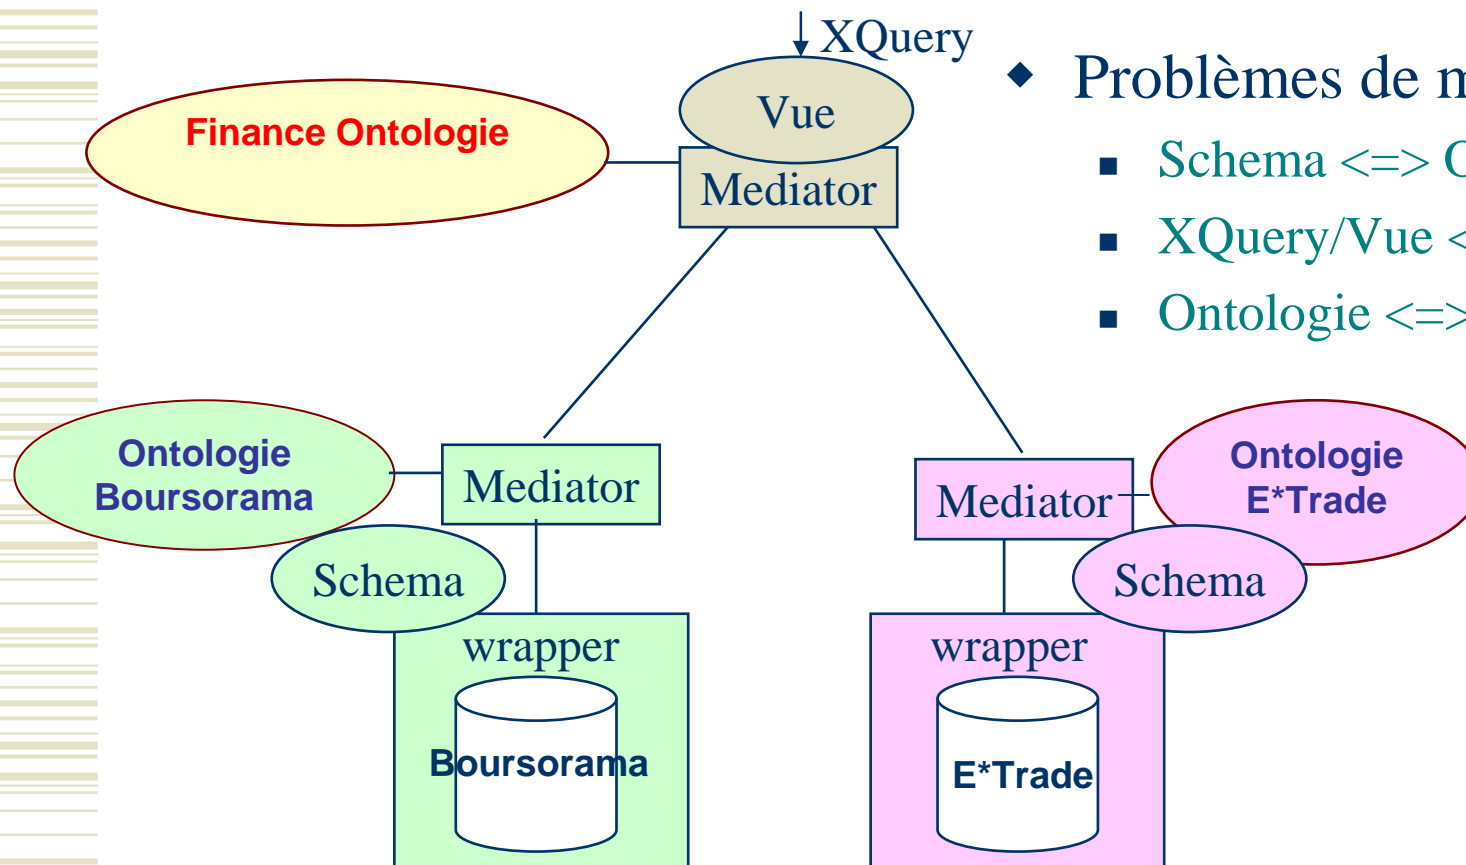 XQuery
Problèmes de
Vue
Finance Ontologie
Schema <=>
Mediator
XQuery/Vue <
Ontologie <=>
Ontologie
Boursorama
Mediator
Mediator
Ontologie
E*Trade
Schema
Schema
wrapper
wrapper
Boursorama
E*Trade